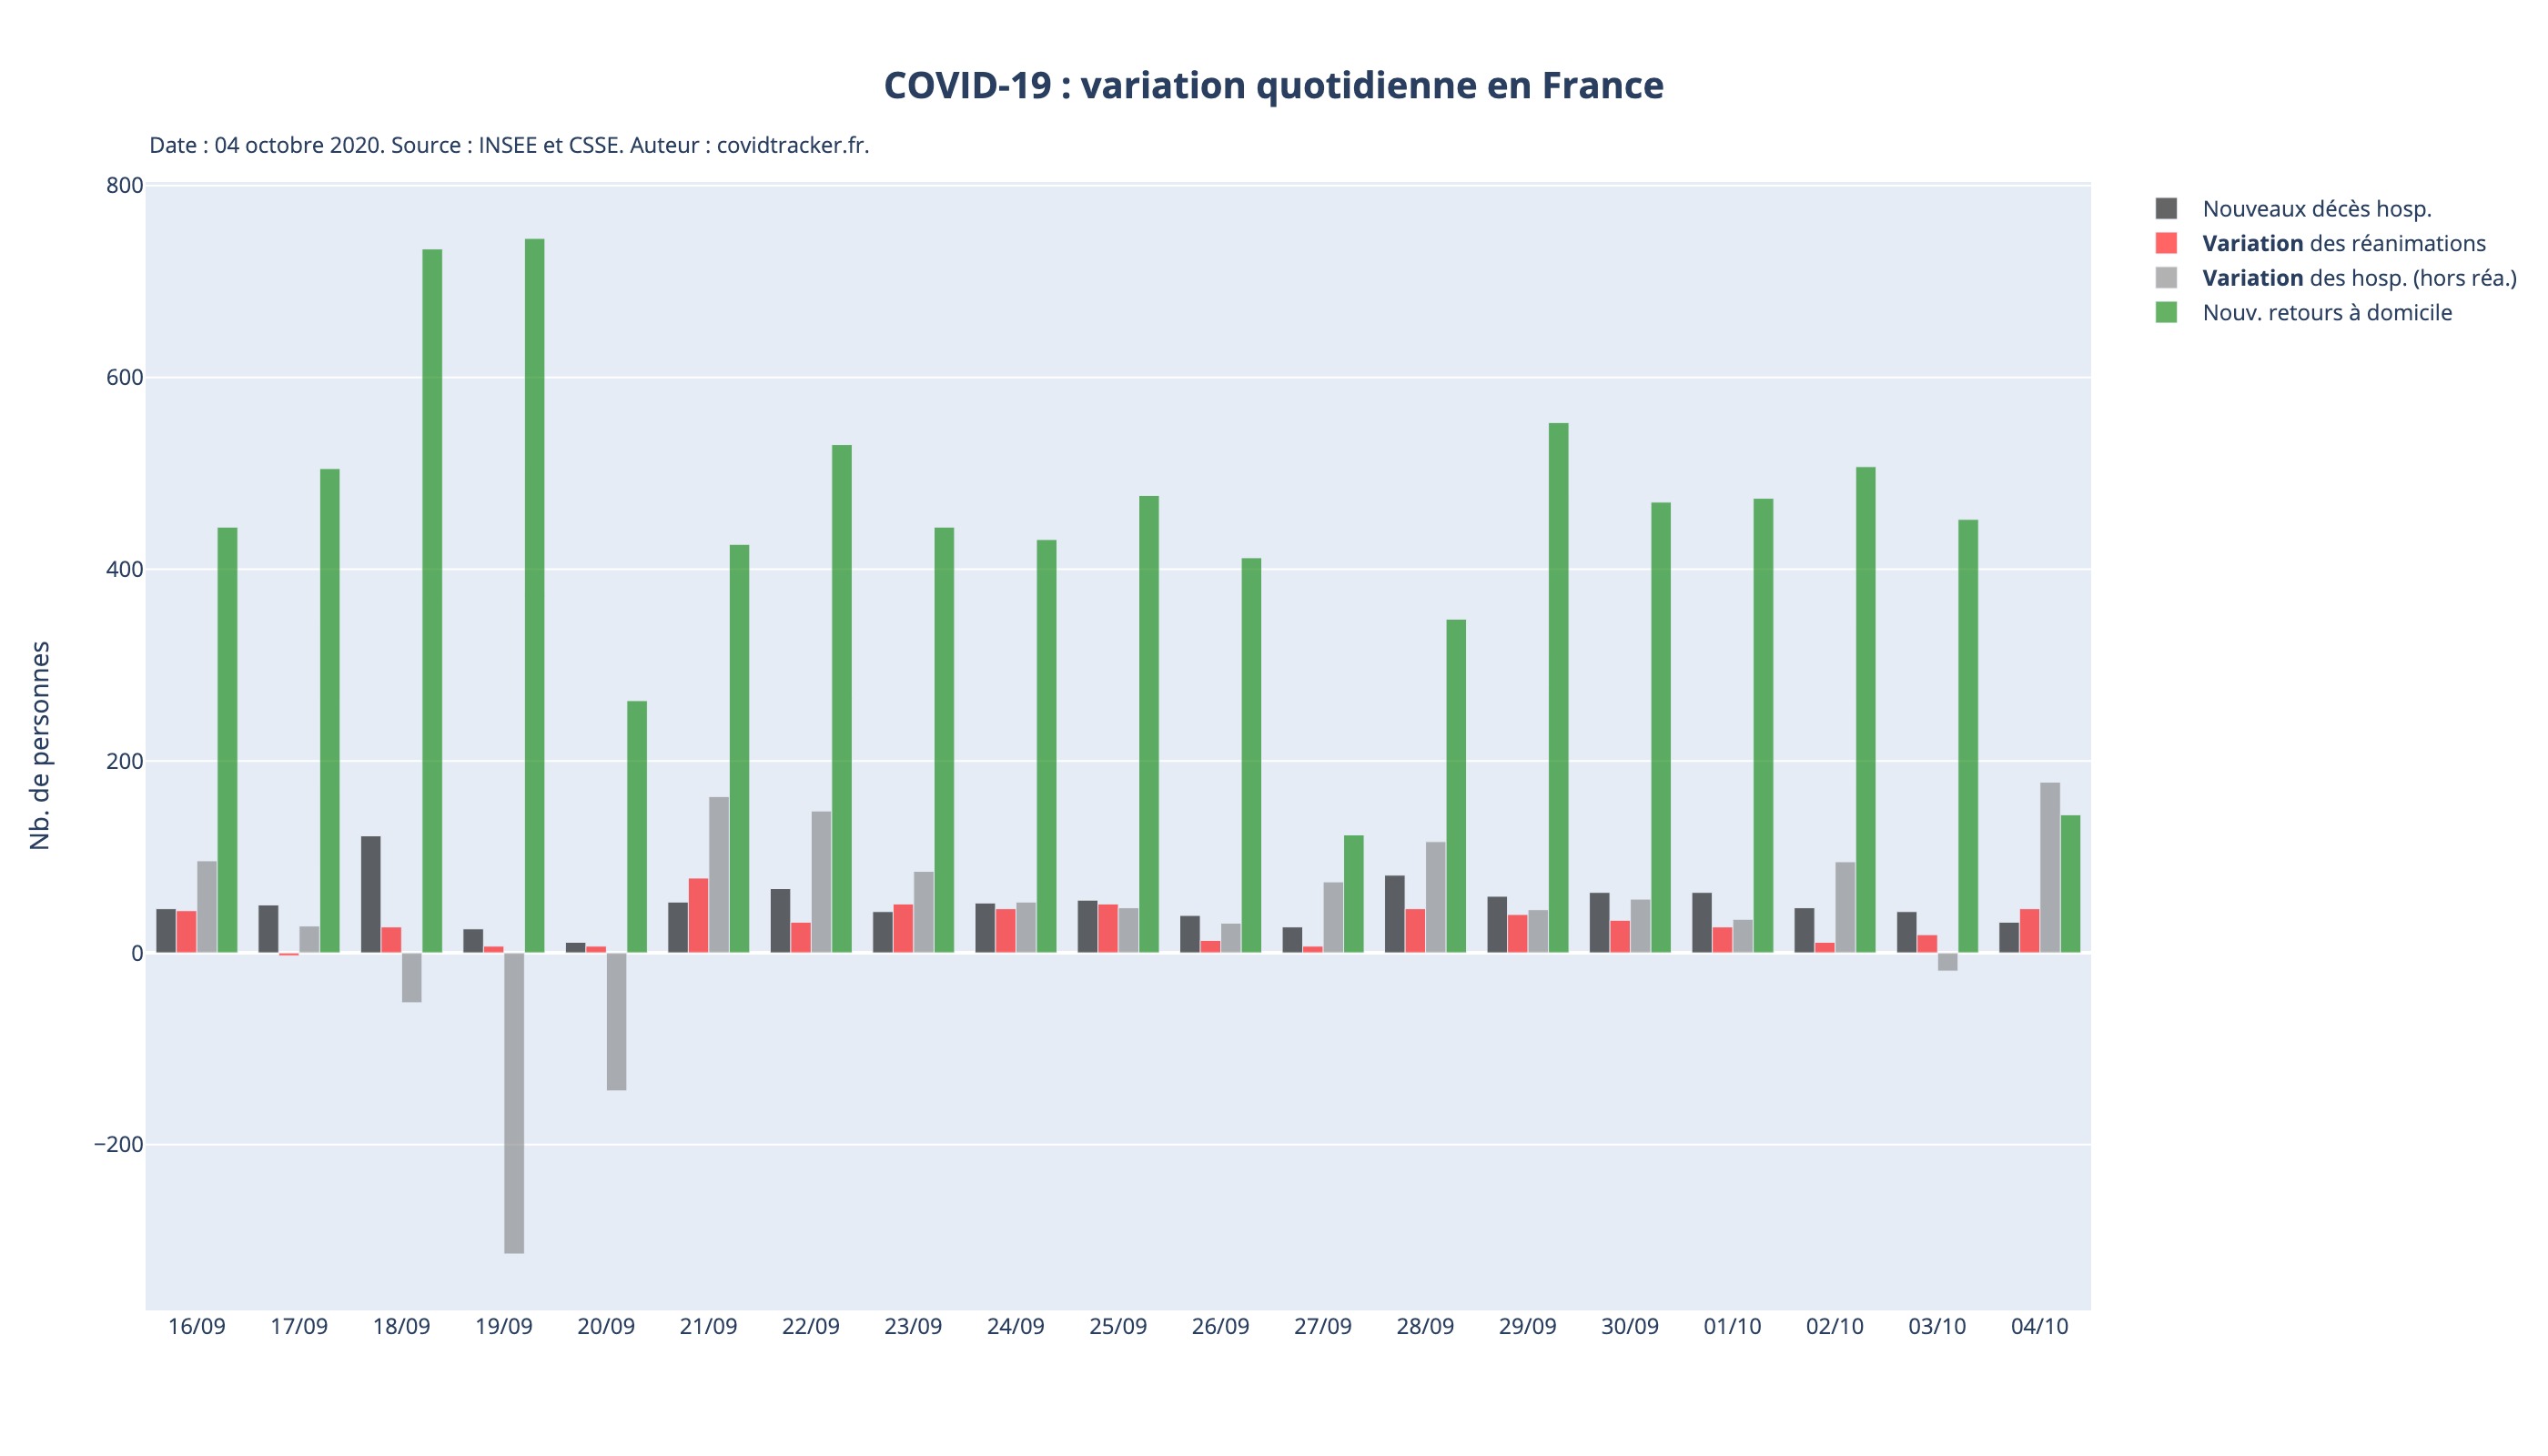 COVID-19 : variation quotidienne en France
Date : 04 octobre 2020. Source : INSEE et CSSE. Auteur : covidtracker.fr.
Nb. de personnes
800
600
400
200
0
−200
16/09 17/09 18/09 19/09 20/09 21/09 22/09 23/09 24/09 25/09 26/09 27/09 28/09 29/09 30/09 01/10 02/10 03/10 04/10
Nouveaux décès hosp.
Variation des réanimations
Variation des hosp. (hors réa.)
Nouv. retours à domicile